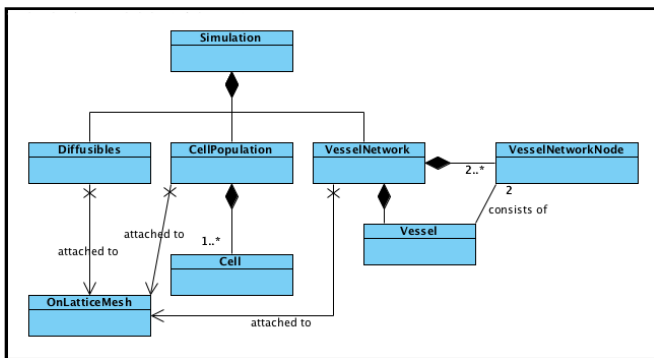 Simulation
Diffusibles
CellPopulation
VesselNetwork
VesselNetworkNode
2..*
2
consists of
attached to
attached to
1..*
Vessel
Cell
OnLatticeMesh
attached to